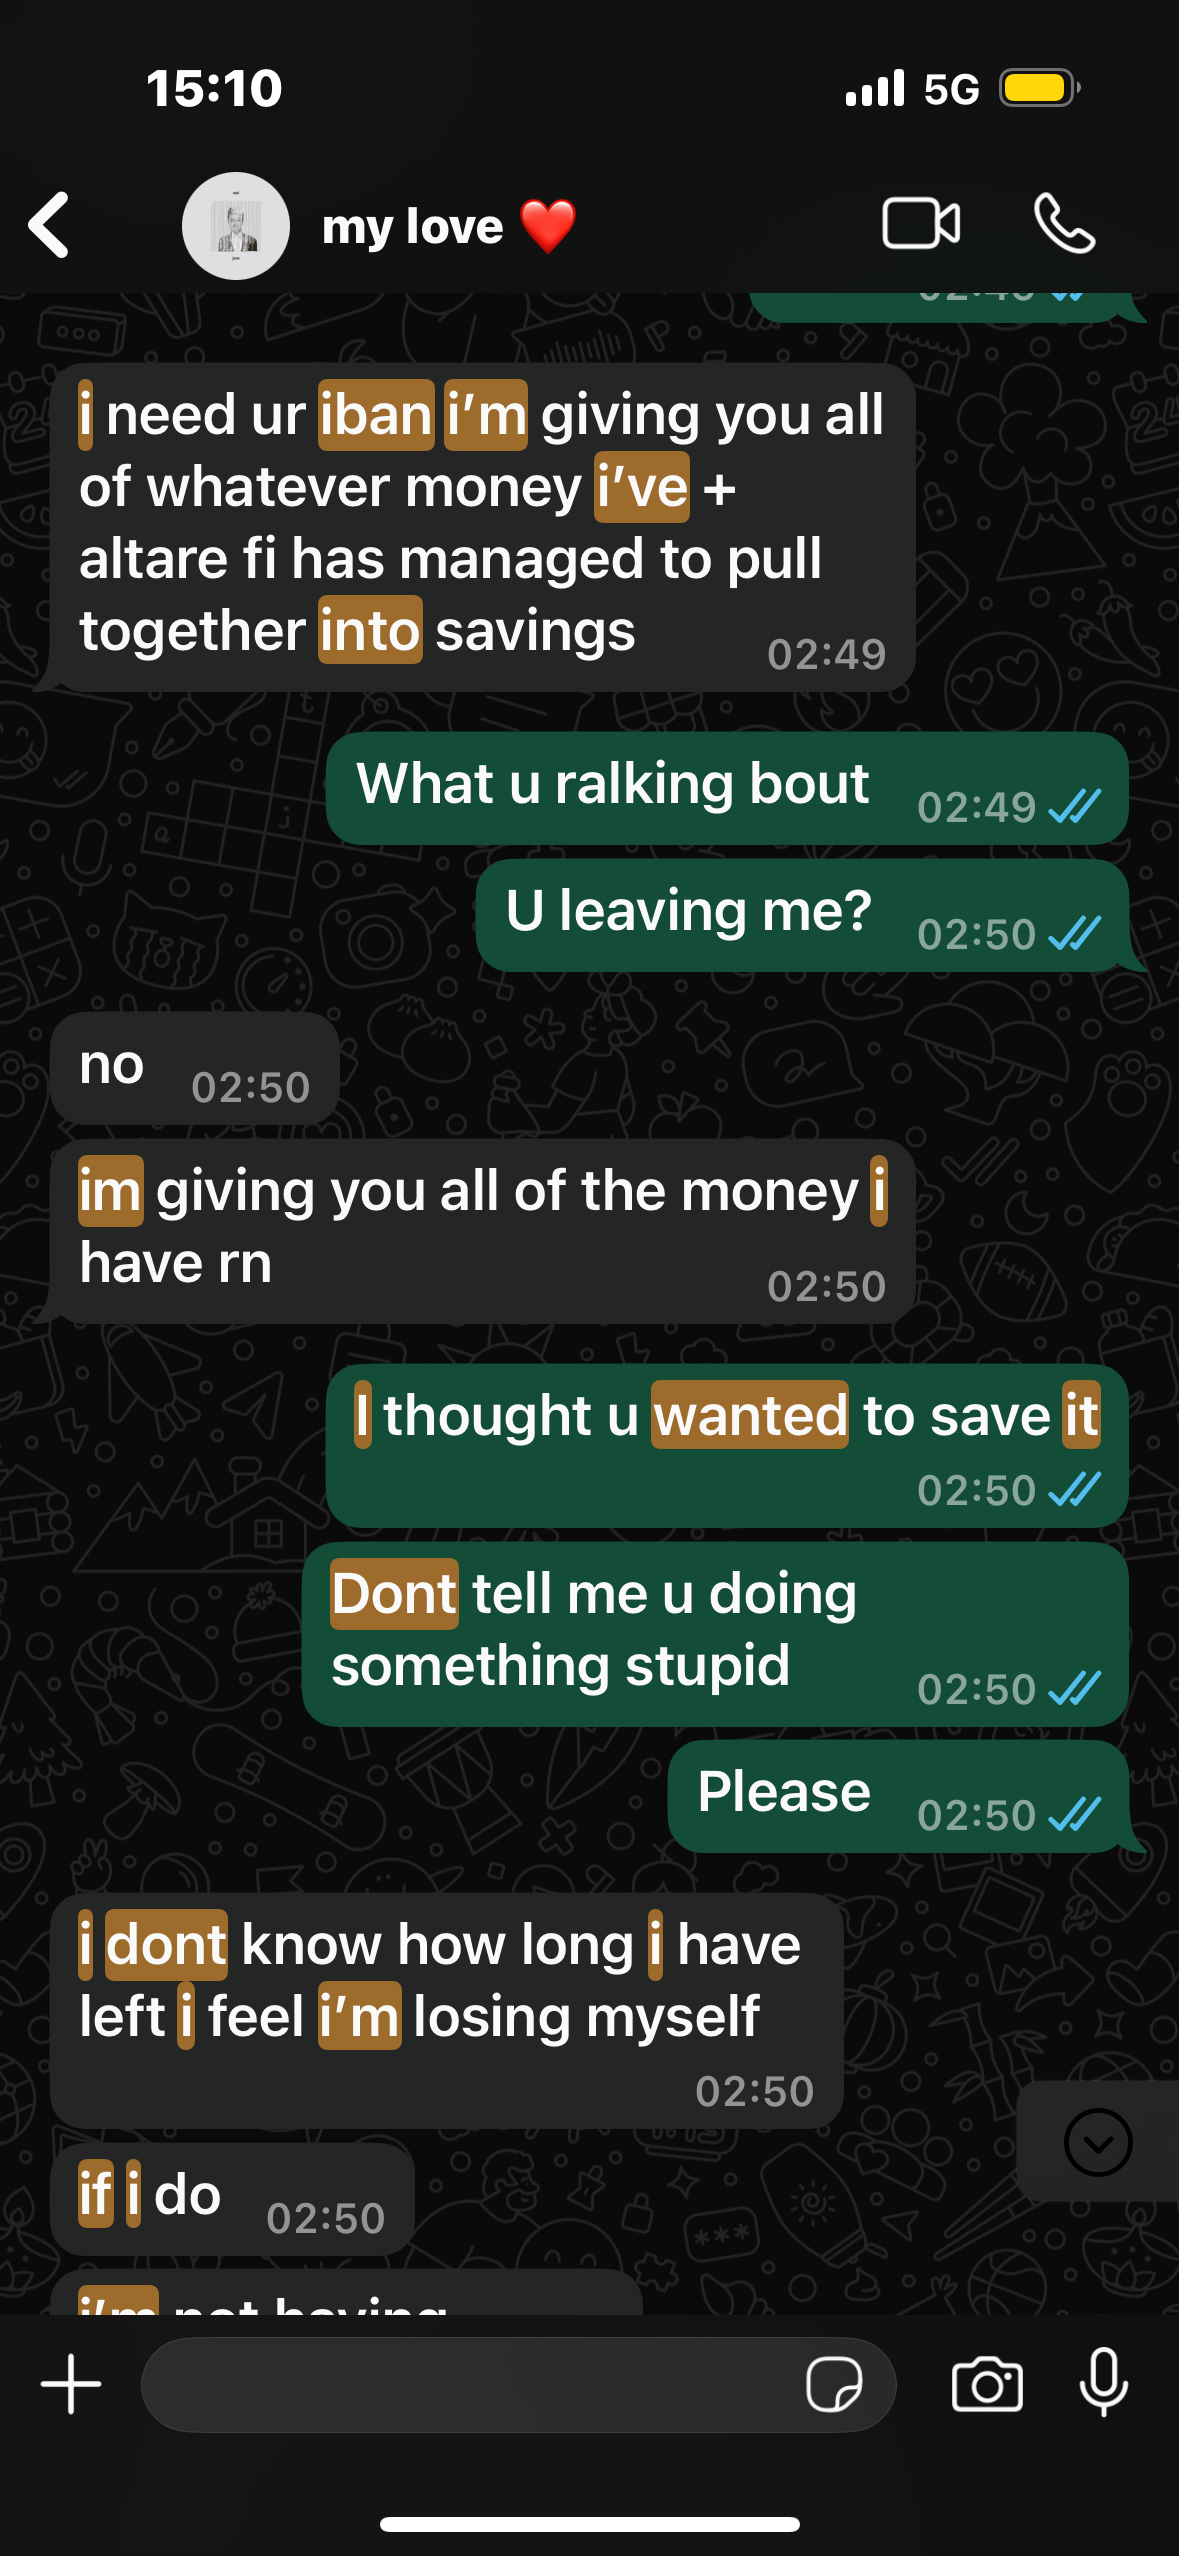 15:10
5G
my love ❤️
i need ur iban i’m giving you all
of whatever money i’ve +
altare fi has managed to pull
together into savings
02:49
What u ralking bout
02:49
U leaving me?
02:50
no
02:50
im giving you all of the money i
have rn
02:50
I thought u wanted to save it
02:50
Dont tell me u doing
something stupid
02:50
Please
02:50
i dont know how long i have
left i feel i’m losing myself
02:50
if i do
02:50
i’m not having